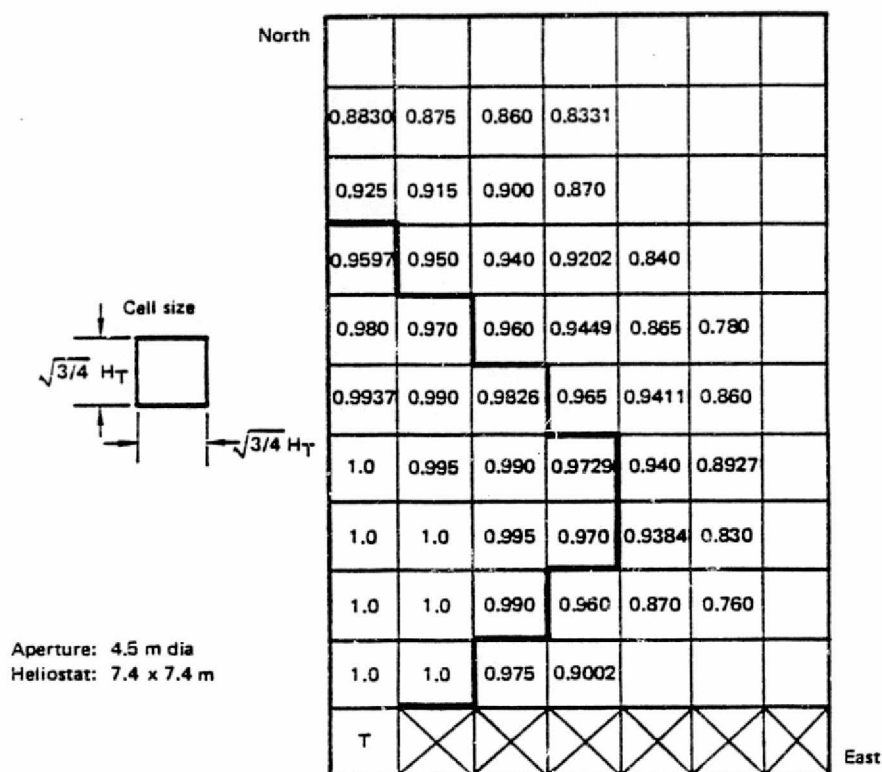 North
0.8830 0.875 0.860 0.8331
0.925 0.915 0.900 0.870
0.9597 0.950 0.940 0.9202 0.840
Cell size
√3/4 HT
√3/4 HT
0.980 0.970 0.960 0.9449 0.865 0.780
0.9937 0.990 0.9826 0.965 0.9411 0.860
1.0 0.995 0.990 0.9729 0.940 0.8927
1.0 1.0 0.995 0.970 0.9384 0.830
1.0 1.0 0.990 0.960 0.870 0.760
Aperture: 4.5 m dia
Heliostat: 7.4 x 7.4 m
1.0 1.0 0.975 0.9002
T
East